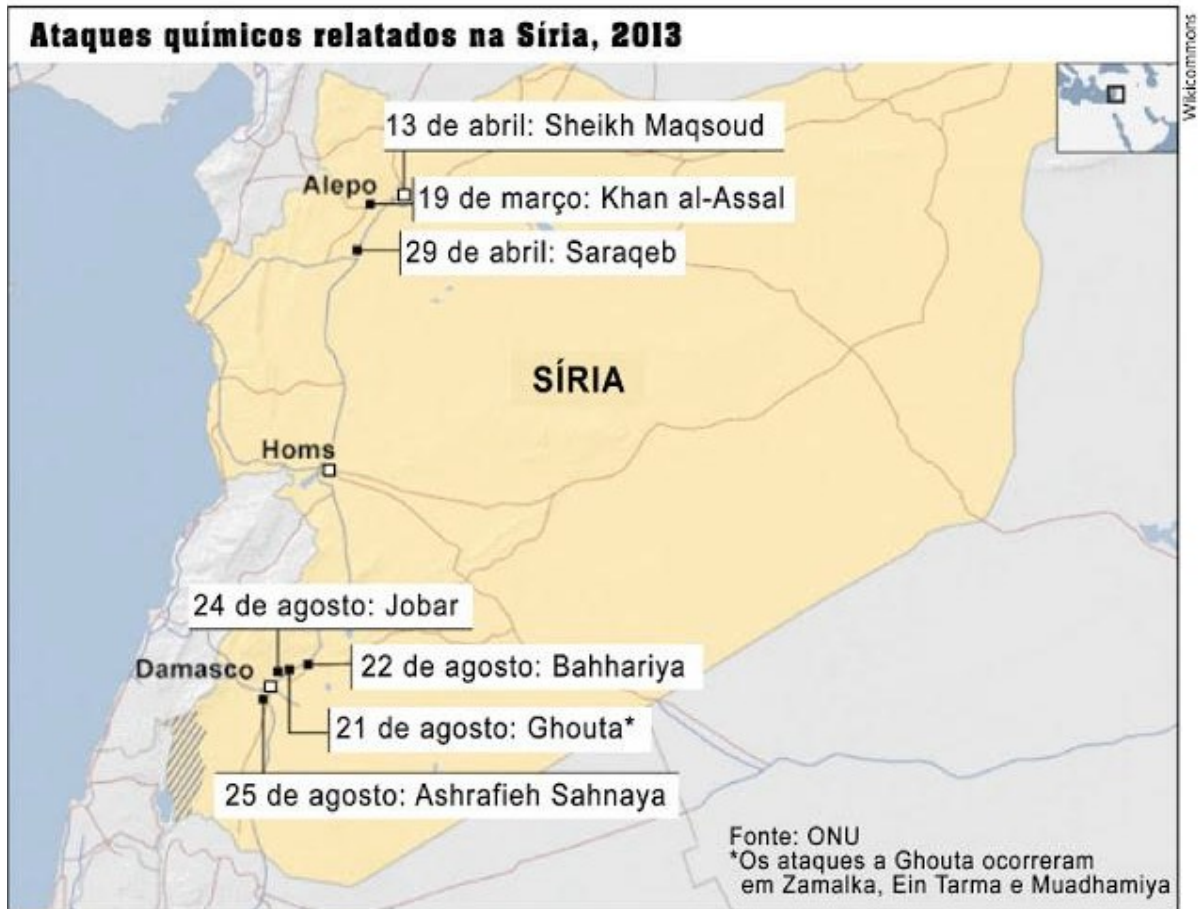 Ataques químicos relatados na Síria, 2013
Wikicommons
13 de abril: Sheikh Maqsoud
Alepo
19 de março: Khan al-Assal
29 de abril: Saraqeb
SÍRIA
Homs
24 de agosto: Jobar
Damasco
22 de agosto: Bahhariya
21 de agosto: Ghouta*
25 de agosto: Ashrafieh Sahnaya
Fonte: ONU
*Os ataques a Ghouta ocorreram
em Zamalka, Ein Tarma e Muadhamiya